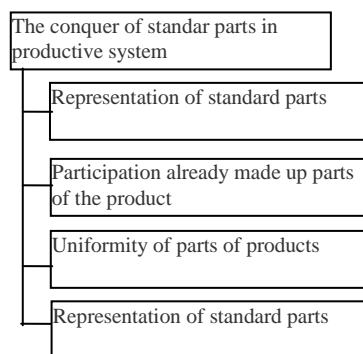 The conquer of standar parts in
productive system
Representation of standard parts
Participation already made up parts
of the product
Uniformity of parts of products
Representation of standard parts